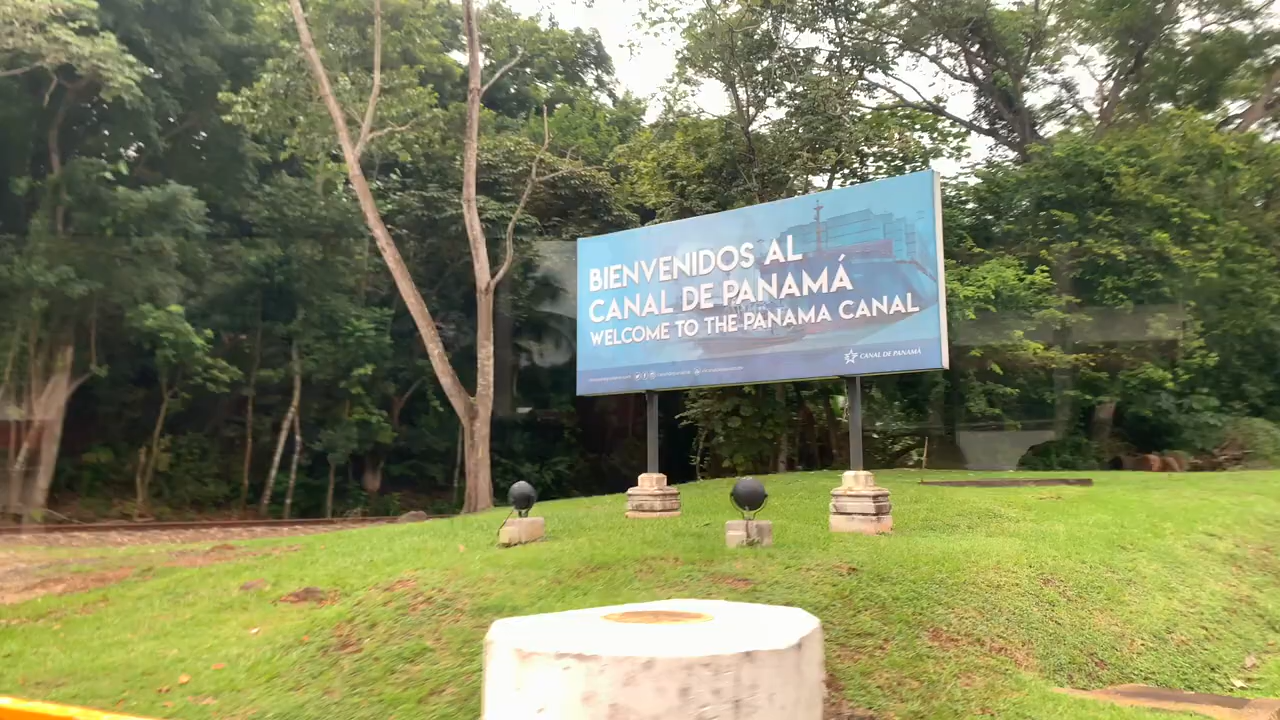 BIENVENIDOS AL
CANAL DE PANAMÁ
WELCOME TO THE PANAMA CANAL
CANAL DE PANAMÁ